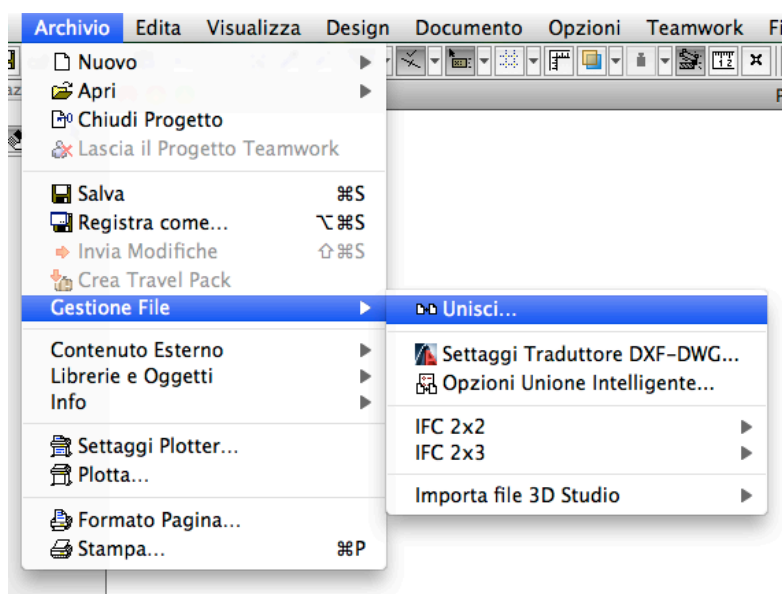 Archivio Edita Visualizza Design Documento Opzioni Teamwork Fi
Nuovo
Apri
Chiudi Progetto
Lascia il Progetto Teamwork
Salva ⌘S
Registra come... ⌥⌘S
Invia Modifiche ⇧⌘S
Crea Travel Pack
Gestione File
Unisci...
Settaggi Traduttore DXF-DWG...
Opzioni Unione Intelligente...
IFC 2x2
IFC 2x3
Importa file 3D Studio
Contenuto Esterno
Librerie e Oggetti
Info
Settaggi Plotter...
Plotta...
Formato Pagina...
Stampa... ⌘P